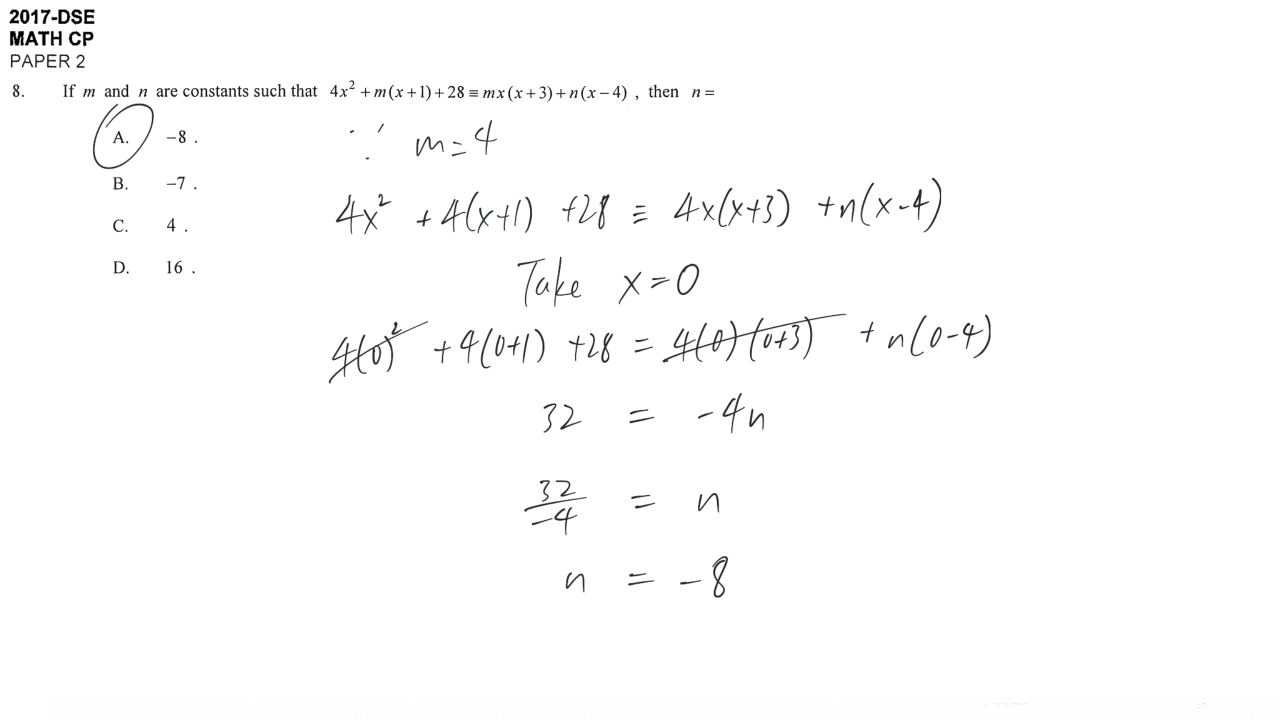 2017-DSE
MATH CP
PAPER 2
8. If m and n are constants such that 4x² + m(x+1) + 28 ≡ mx(x+3) + n(x−4) , then n =
A. −8 .
B. −7 .
C. 4 .
D. 16 .
∵ m = 4
4x² + 4(x+1) + 28 ≡ 4x(x+3) + n(x−4)
Take x = 0
4(0)² + 4(0+1) + 28 = 4(0)(0+3) + n(0−4)
32 = −4n
32/−4 = n
n = −8